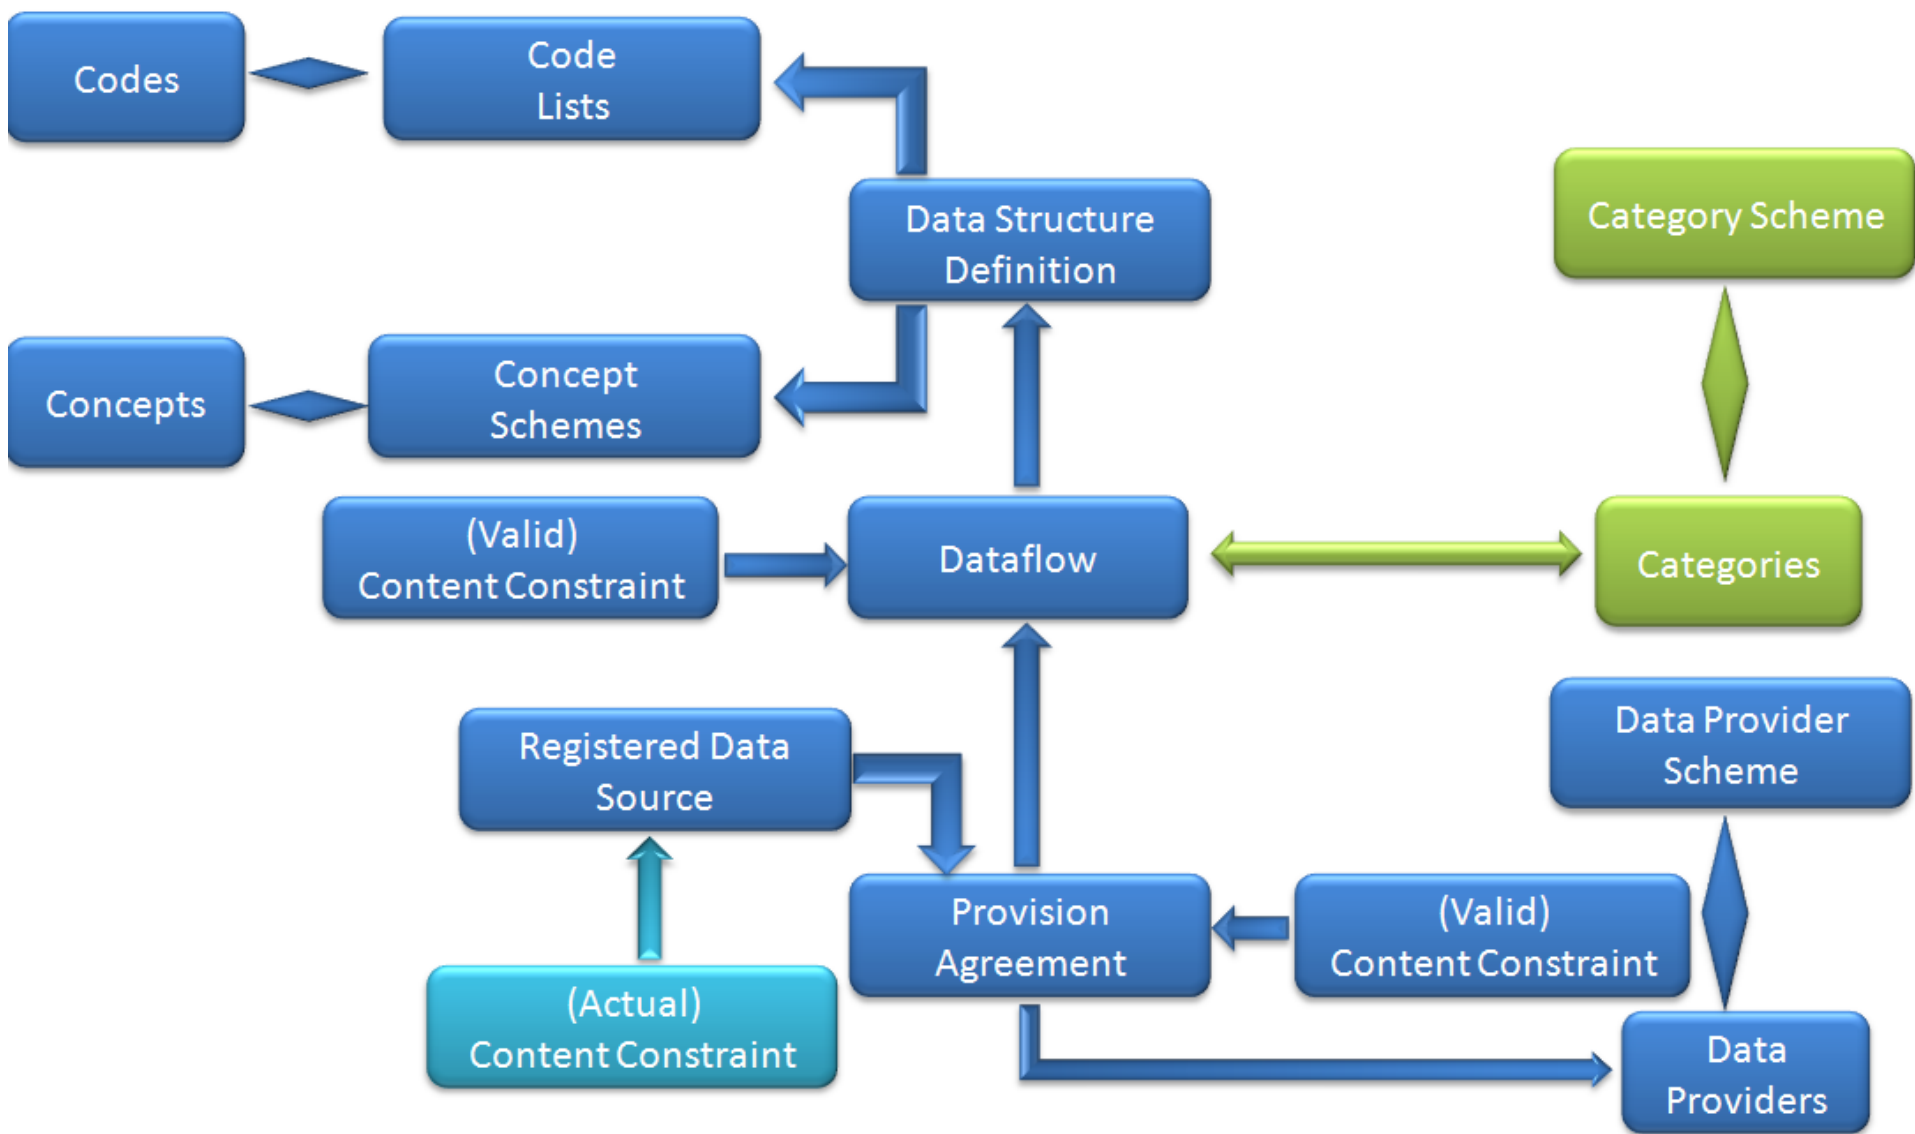 Codes
Code
Lists
Data Structure
Definition
Category Scheme
Concepts
Concept
Schemes
(Valid)
Content Constraint
Dataflow
Categories
Registered Data
Source
Data Provider
Scheme
Provision
Agreement
(Valid)
Content Constraint
(Actual)
Content Constraint
Data
Providers